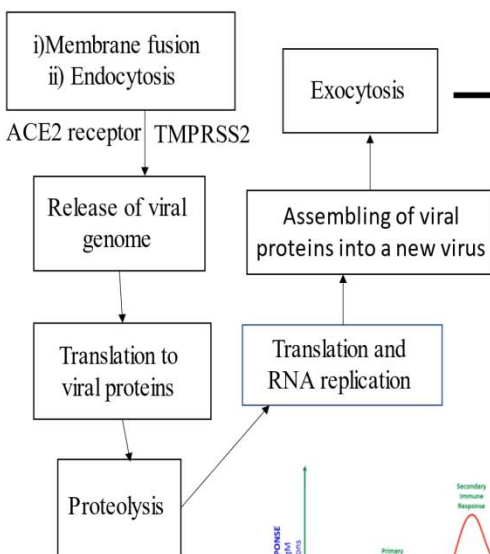 i)Membrane fusion
ii) Endocytosis
ACE2 receptor TMPRSS2
Release of viral
genome
Translation to
viral proteins
Proteolysis
Translation and
RNA replication
Assembling of viral
proteins into a new virus
Exocytosis
Secondary
Immune
Response
Primary